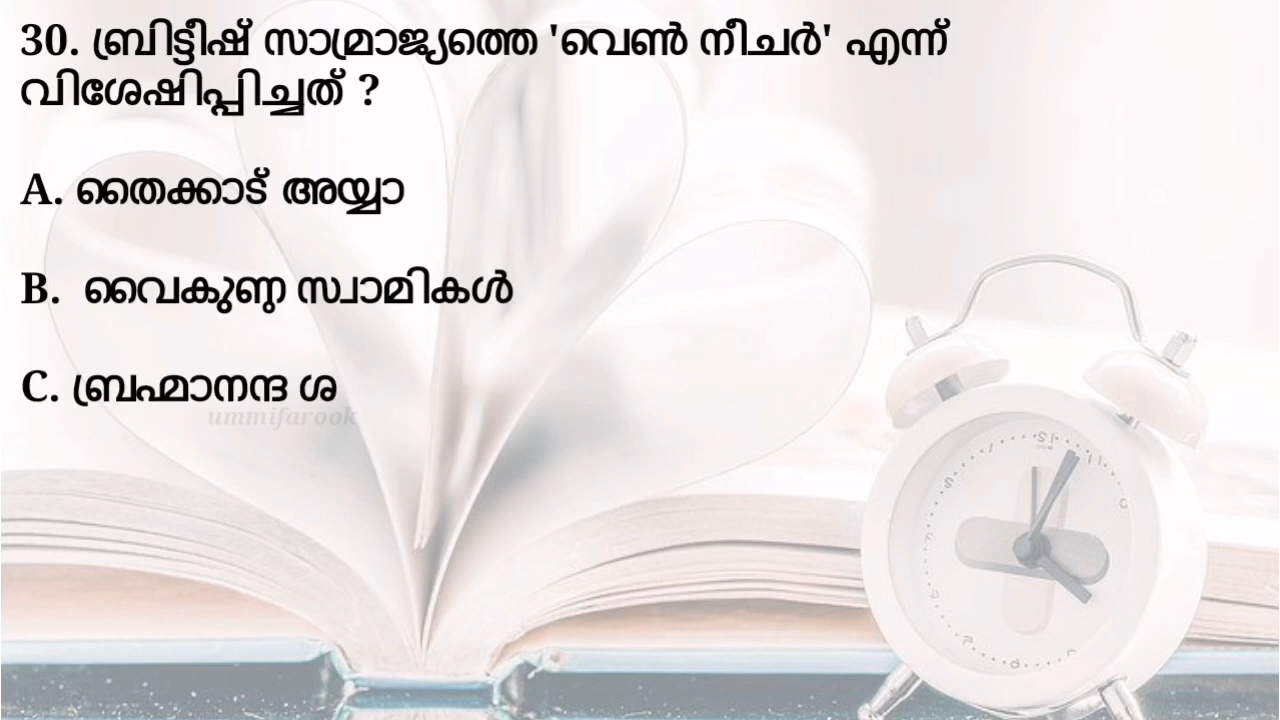 30. ബ്രിട്ടീഷ് സാമ്രാജ്യത്തെ 'വെൺ നീചർ' എന്ന്
വിശേഷിപ്പിച്ചത് ?
A. തൈക്കാട് അയ്യാ
B. വൈകുണ്ഠ സ്വാമികൾ
C. ബ്രഹ്മാനന്ദ ശ
ummifarook